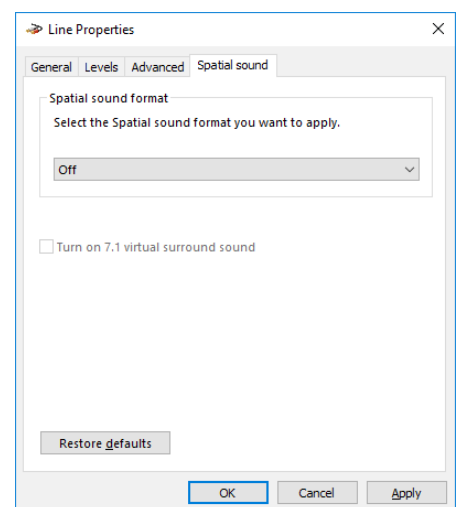 Line Properties
General Levels Advanced Spatial sound
Spatial sound format
Select the Spatial sound format you want to apply.
Off
Turn on 7.1 virtual surround sound
Restore defaults
OK Cancel Apply